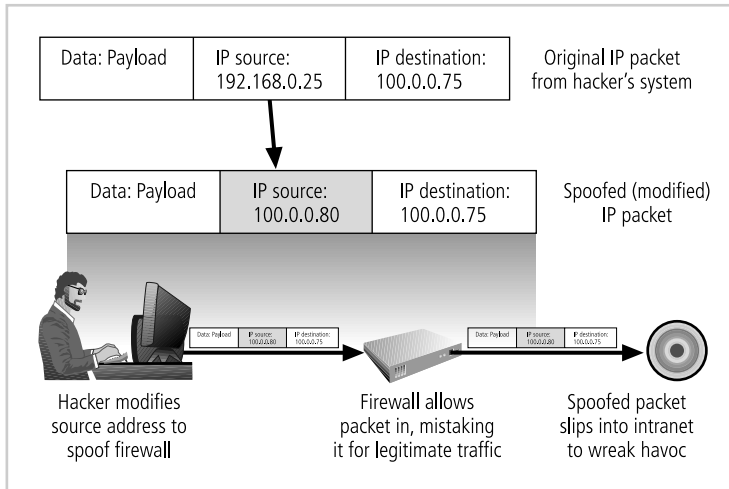 Data: Payload
IP source:
192.168.0.25
IP destination:
100.0.0.75
Original IP packet
from hacker's system
Data: Payload
IP source:
100.0.0.80
IP destination:
100.0.0.75
Spoofed (modified)
IP packet
Data: Payload
IP source:
100.0.0.80
IP destination:
100.0.0.75
Data: Payload
IP source:
100.0.0.80
IP destination:
100.0.0.75
Hacker modifies
source address to
spoof firewall
Firewall allows
packet in, mistaking
it for legitimate traffic
Spoofed packet
slips into intranet
to wreak havoc